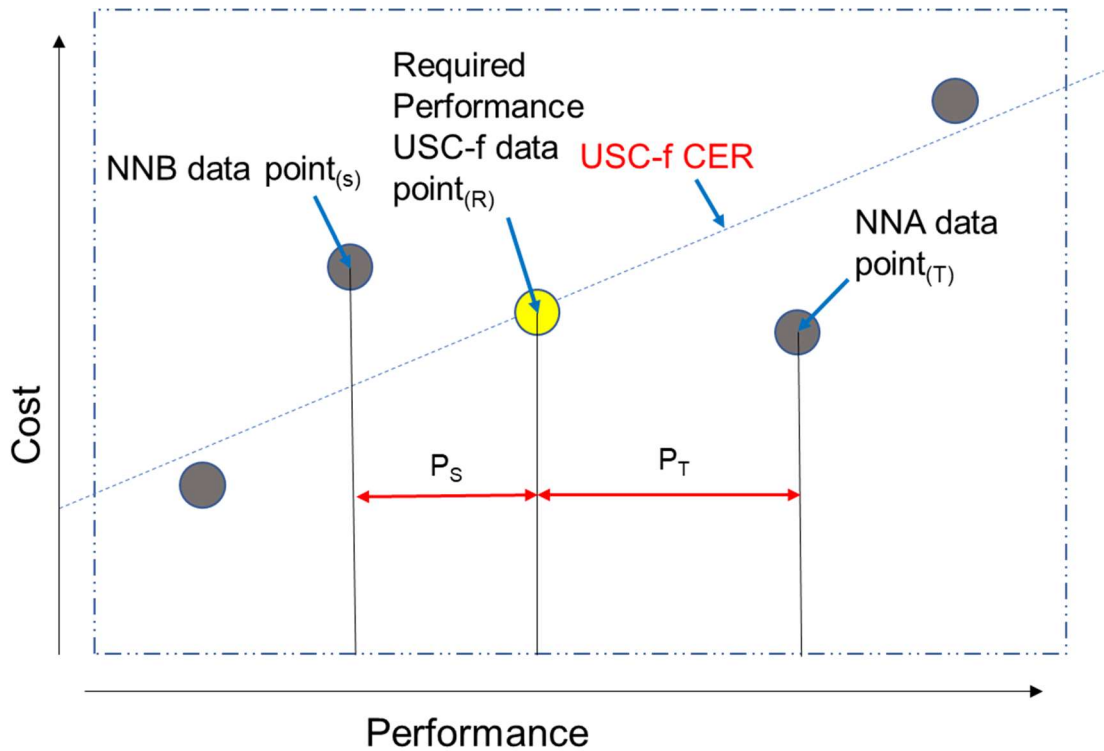 Required
Performance
USC-f data
point(R)
NNB data point(s)
USC-f CER
NNA data
point(T)
Cost
PS
PT
Performance